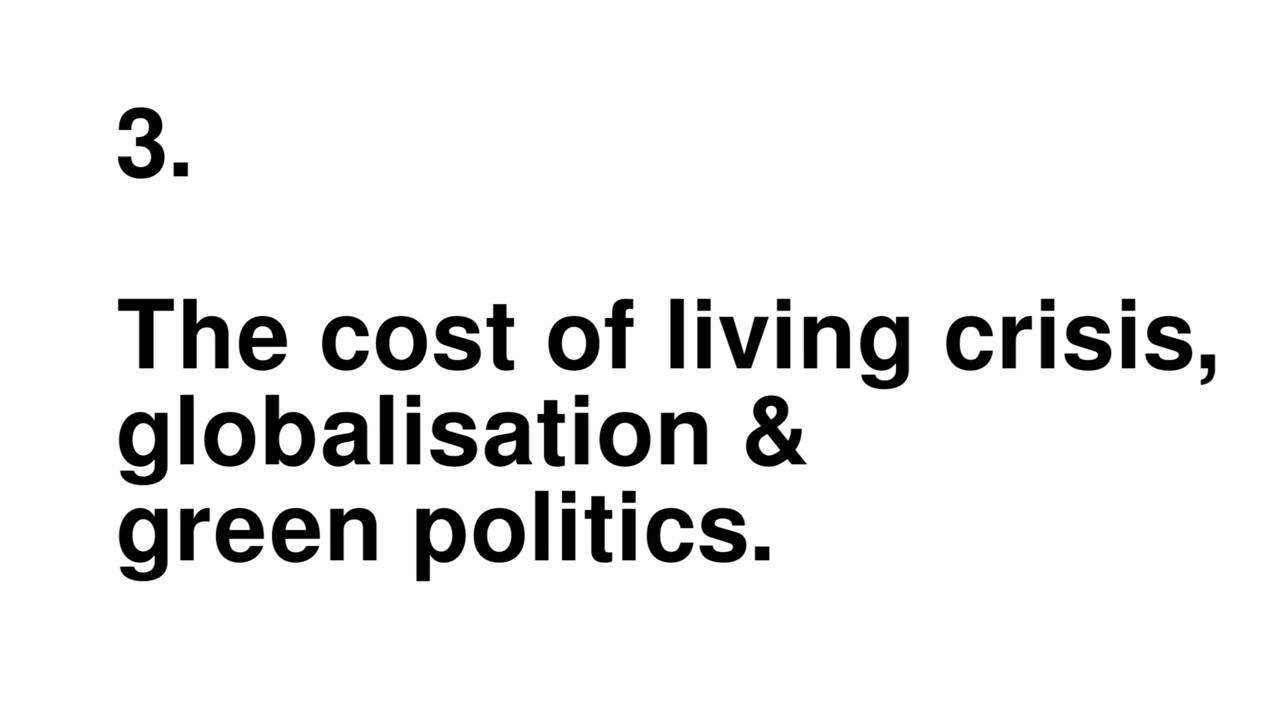 3.
The cost of living crisis,
globalisation &
green politics.